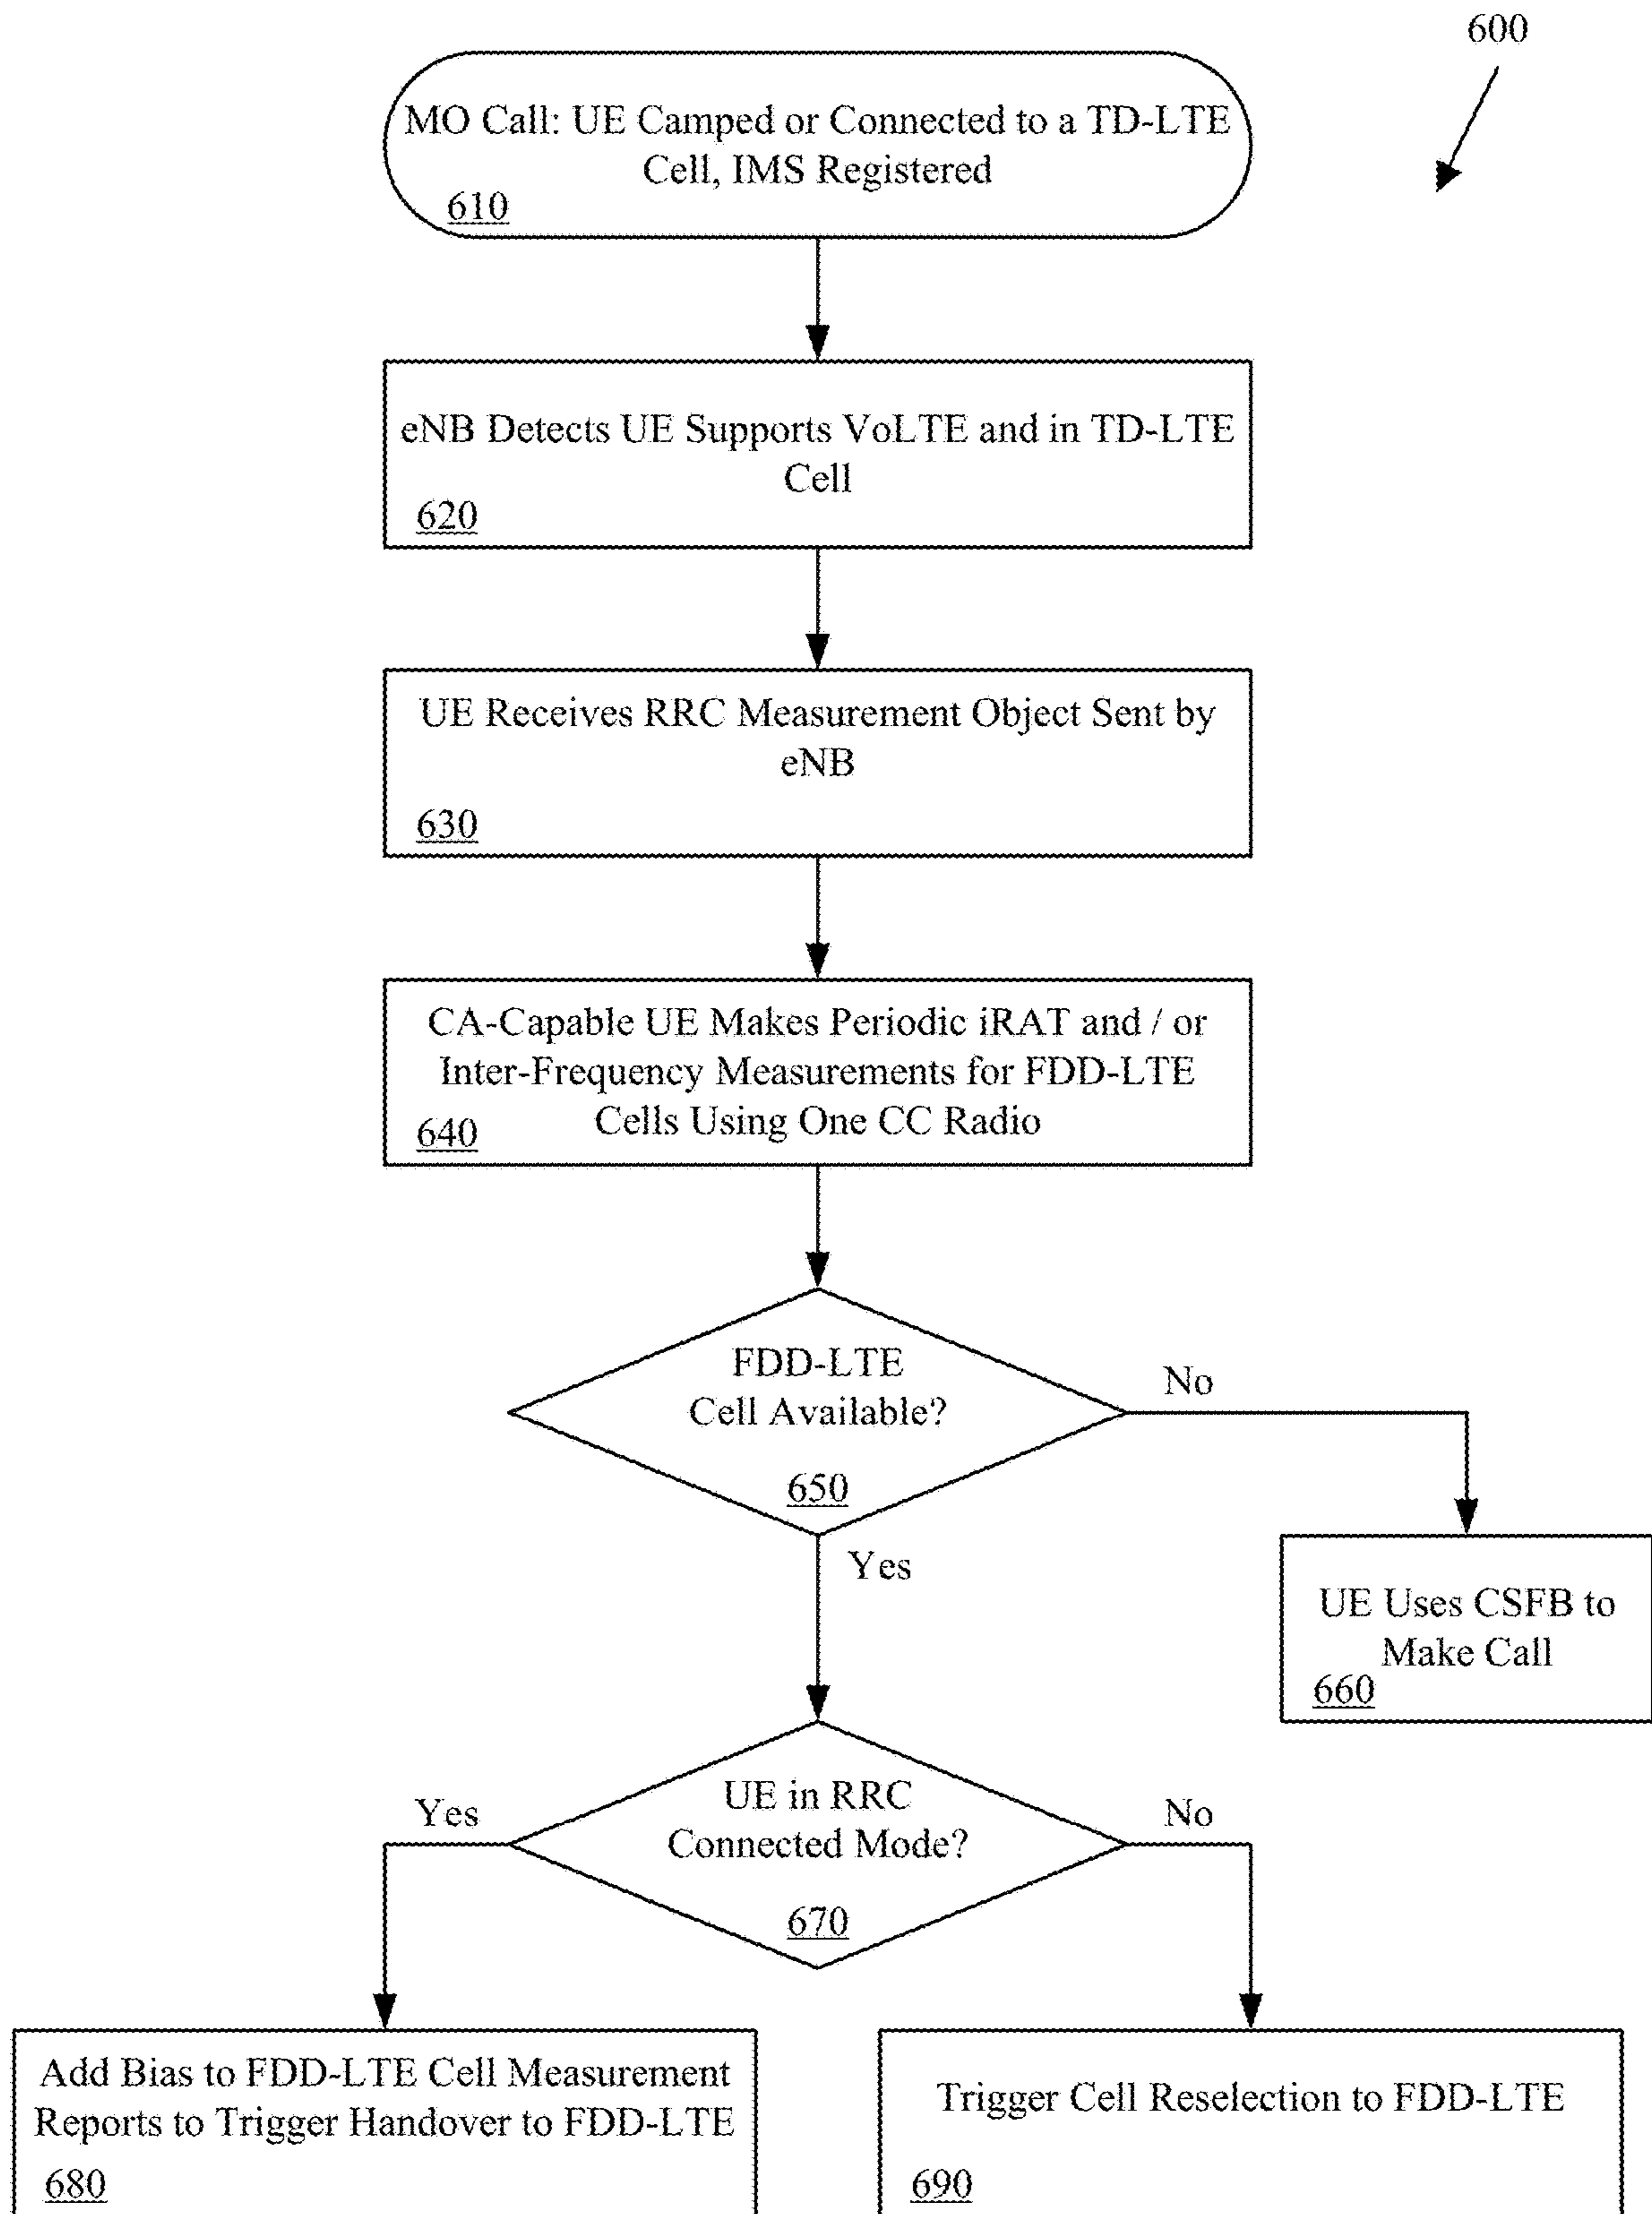 600
MO Call: UE Camped or Connected to a TD-LTE
Cell, IMS Registered
610
eNB Detects UE Supports VoLTE and in TD-LTE
Cell
620
UE Receives RRC Measurement Object Sent by
eNB
630
CA-Capable UE Makes Periodic iRAT and / or
Inter-Frequency Measurements for FDD-LTE
Cells Using One CC Radio
640
FDD-LTE
Cell Available?
650
No
Yes
UE Uses CSFB to
Make Call
660
UE in RRC
Connected Mode?
670
Yes
No
Add Bias to FDD-LTE Cell Measurement
Reports to Trigger Handover to FDD-LTE
680
Trigger Cell Reselection to FDD-LTE
690